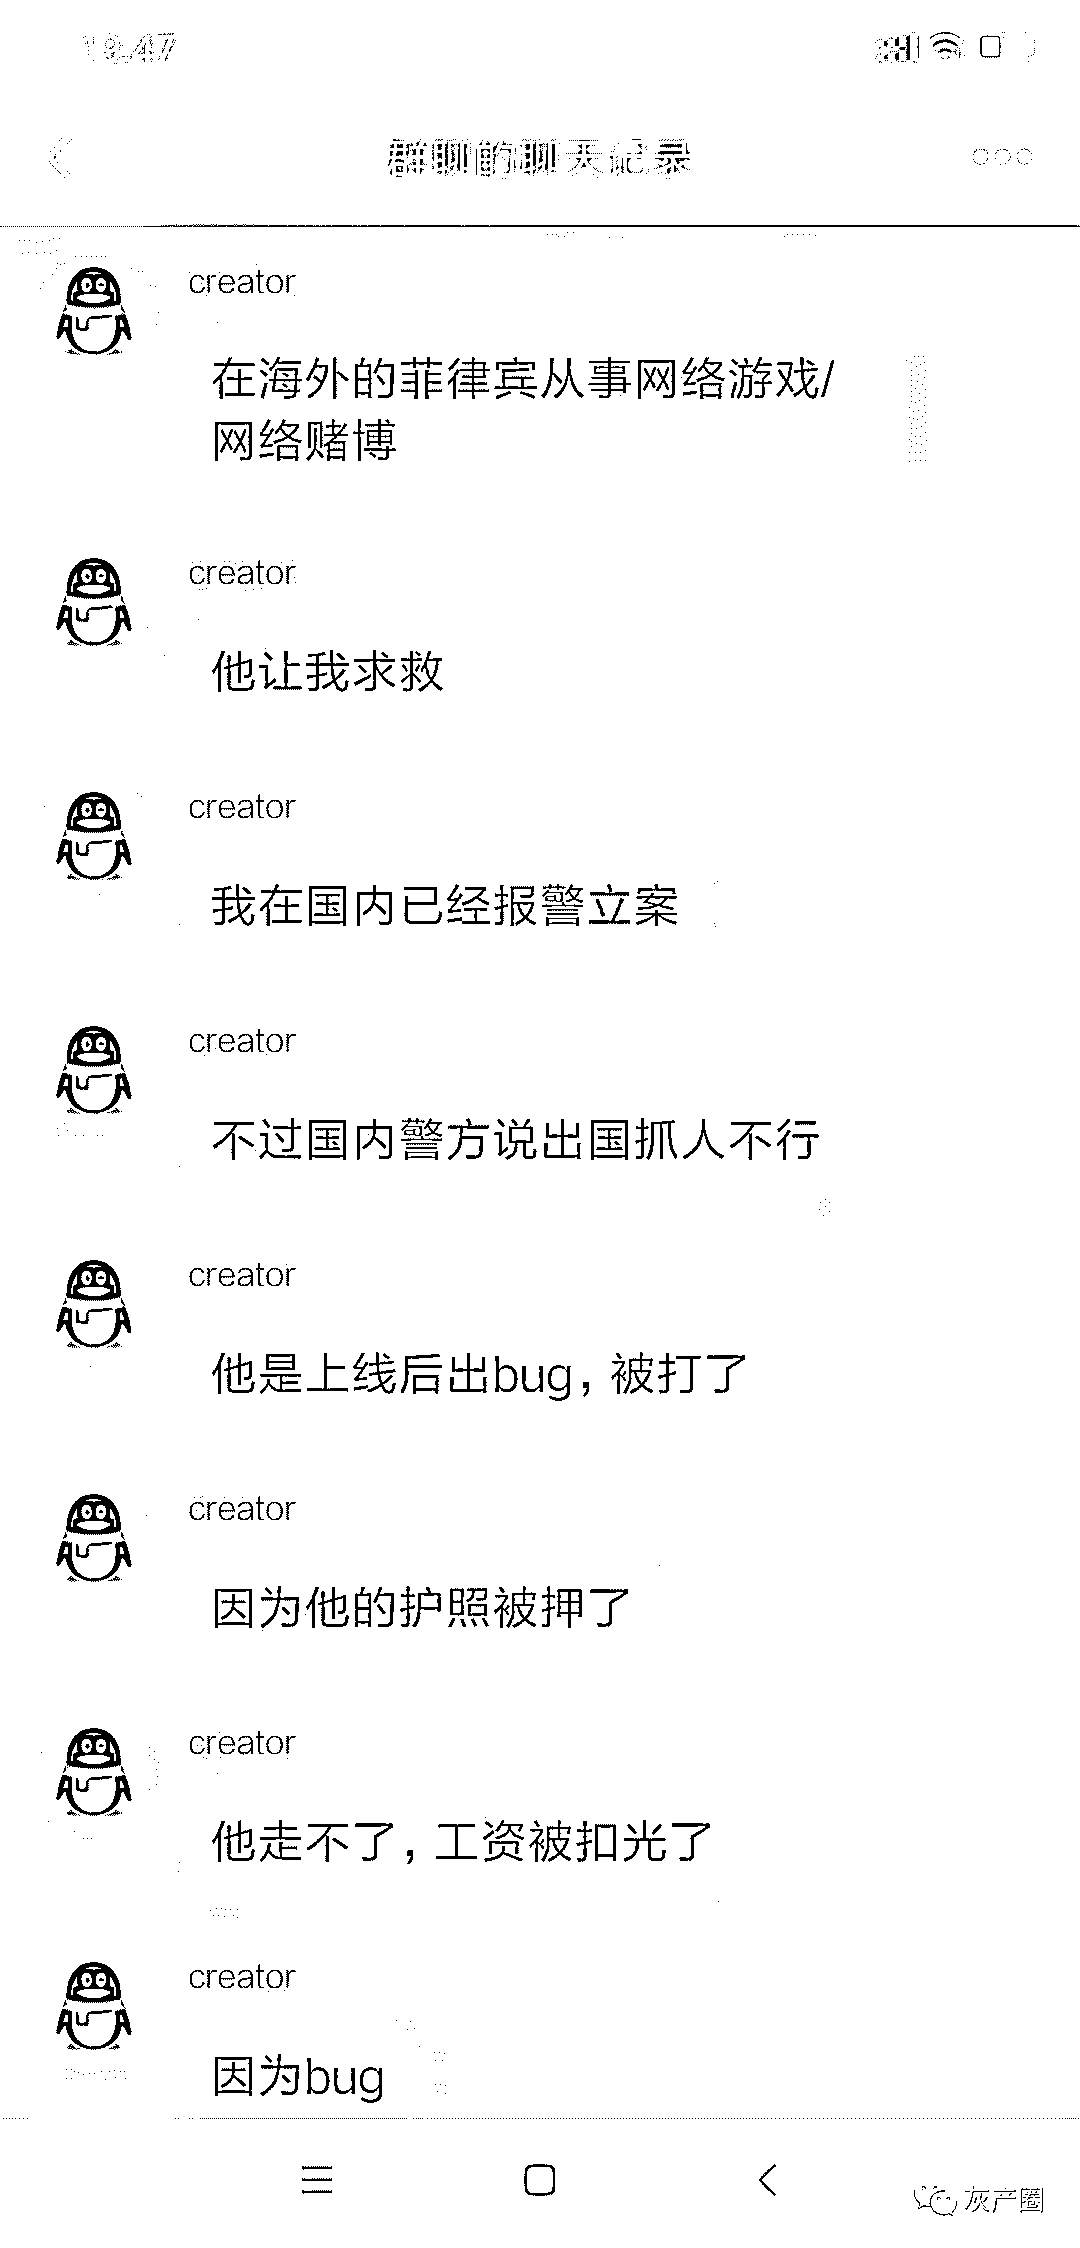 19:47
群聊的聊天记录
creator
在海外的菲律宾从事网络游戏/
网络赌博
creator
他让我求救
creator
我在国内已经报警立案
creator
不过国内警方说出国抓人不行
creator
他是上线后出bug，被打了
creator
因为他的护照被押了
creator
他走不了，工资被扣光了
creator
因为bug
灰产圈